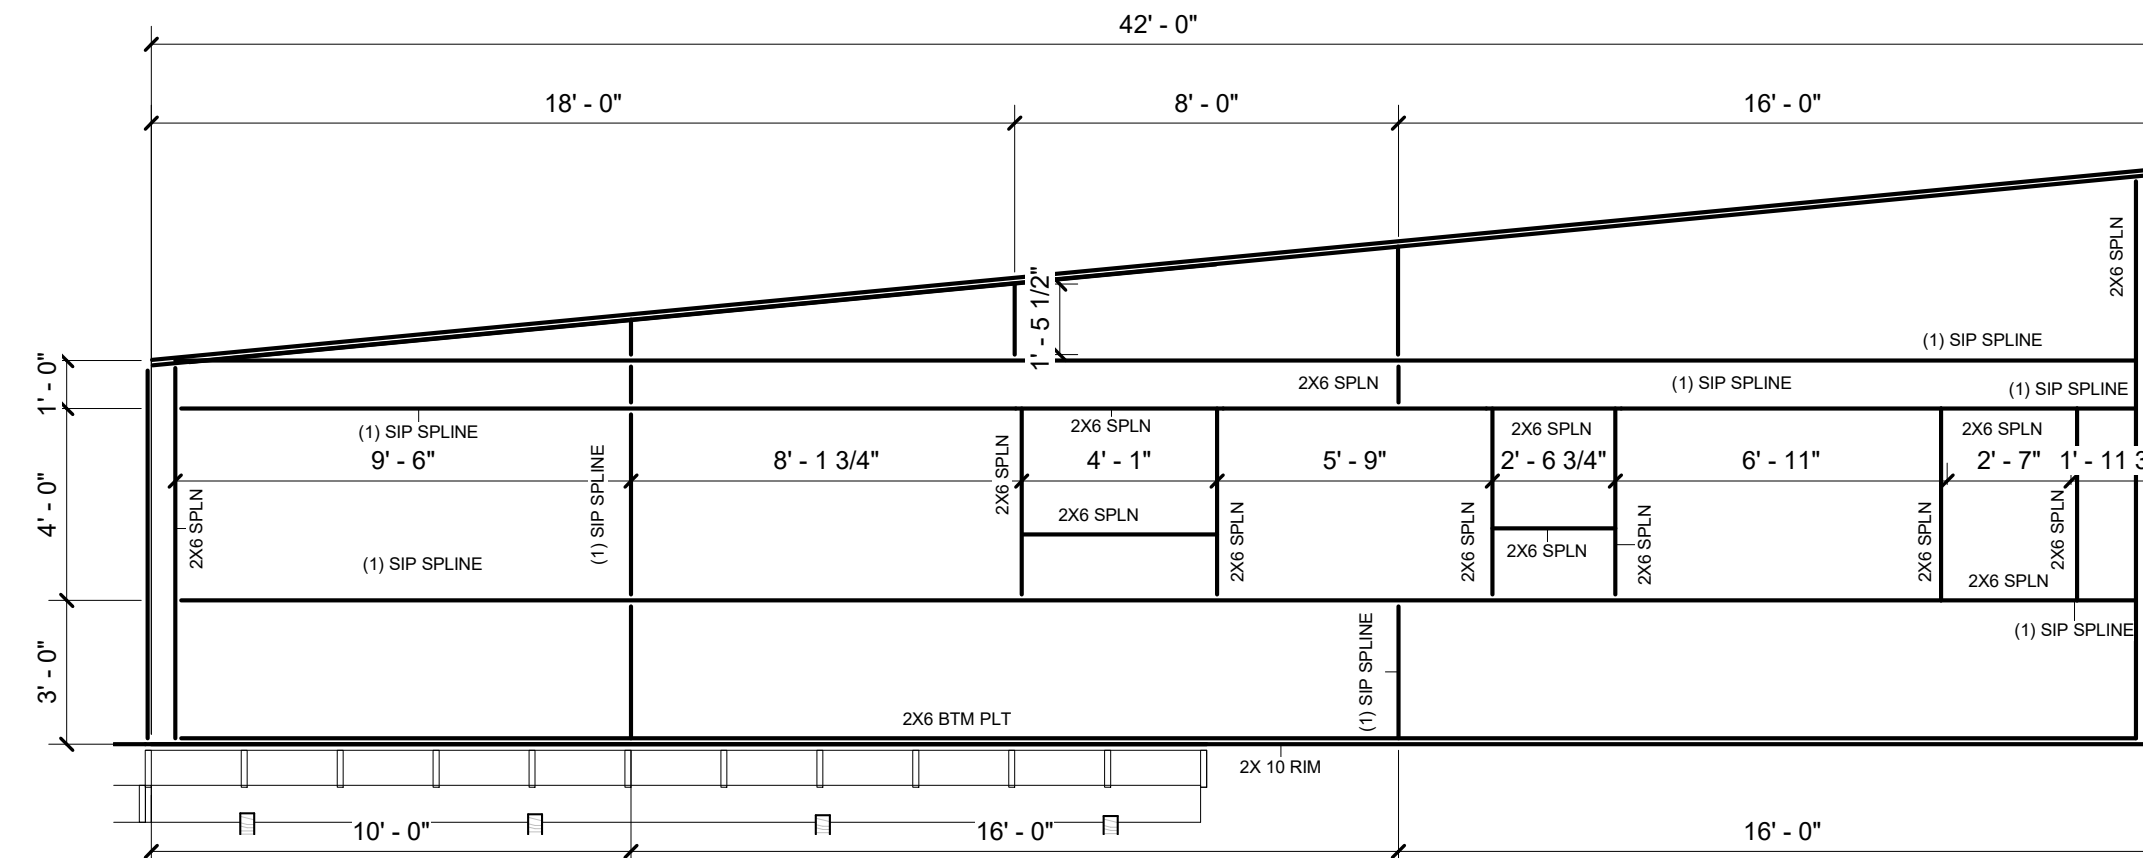 42' - 0"
18' - 0"
8' - 0"
16' - 0"
2X6 SPLN
1' - 5 1/2"
(1) SIP SPLINE
1' - 0"
2X6 SPLN
(1) SIP SPLINE
(1) SIP SPLINE
(1) SIP SPLINE
2X6 SPLN
2X6 SPLN
2X6 SPLN
9' - 6"
8' - 1 3/4"
4' - 1"
5' - 9"
2' - 6 3/4"
6' - 11"
2' - 7"
1' - 11 3
4' - 0"
2X6 SPLN
(1) SIP SPLINE
2X6 SPLN
2X6 SPLN
2X6 SPLN
2X6 SPLN
2X6 SPLN
2X6 SPLN
2X6 SPLN
2X6 SPLN
2X6 SPLN
(1) SIP SPLINE
2X6 SPLN
(1) SIP SPLINE
3' - 0"
(1) SIP SPLINE
2X6 BTM PLT
2X 10 RIM
10' - 0"
16' - 0"
16' - 0"